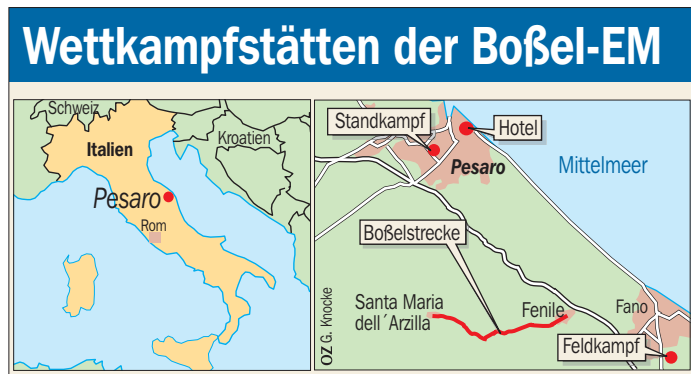 Wettkampfstätten der Boßel-EM
Schweiz
Kroatien
Italien
Pesaro
Rom
Standkampf
Hotel
Pesaro
Mittelmeer
Boßelstrecke
Santa Maria
dell´Arzilla
Fenile
Fano
Feldkampf
OZ G. Knocke